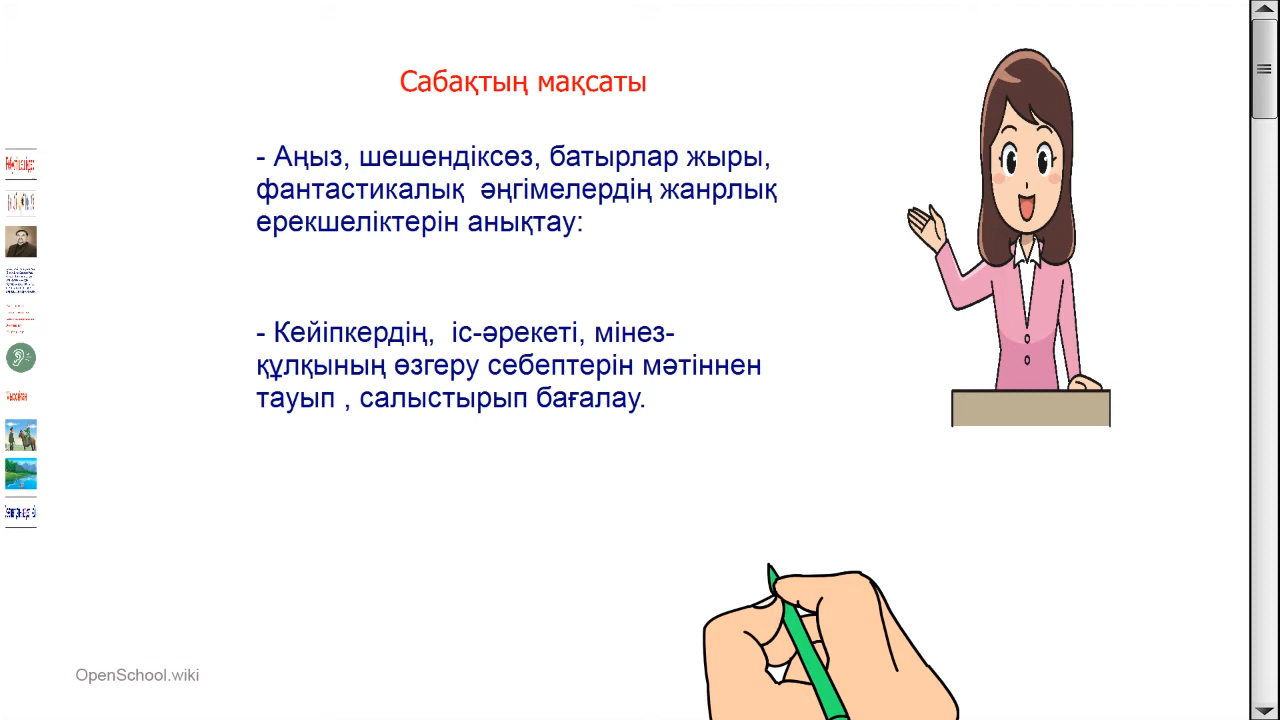 Сабақтың мақсаты
- Аңыз, шешендіксөз, батырлар жыры,
фантастикалық әңгімелердің жанрлық
ерекшеліктерін анықтау:
- Кейіпкердің, іс-әрекеті, мінез-
құлқының өзгеру себептерін мәтіннен
тауып , салыстырып бағалау.
OpenSchool.wiki